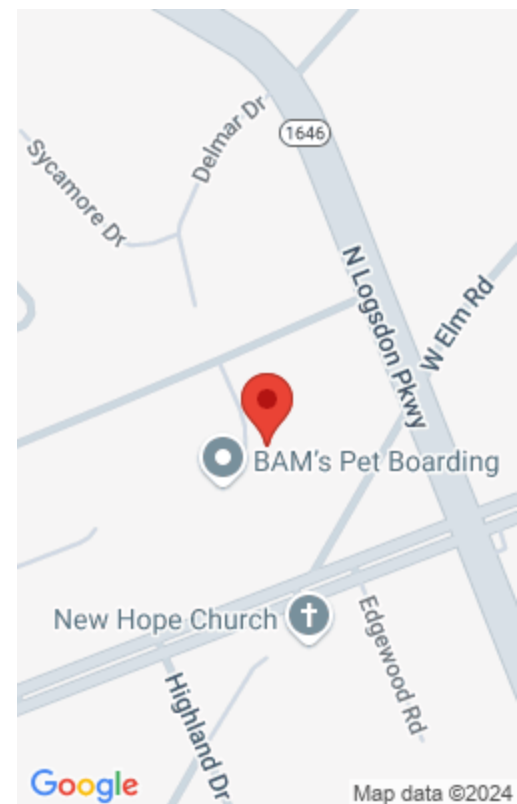 1646
Delmar Dr
Sycamore Dr
N Logsdon Pkwy
W Elm Rd
BAM's Pet Boarding
New Hope Church
Edgewood Rd
Highland Dr
Google
Map data ©2024